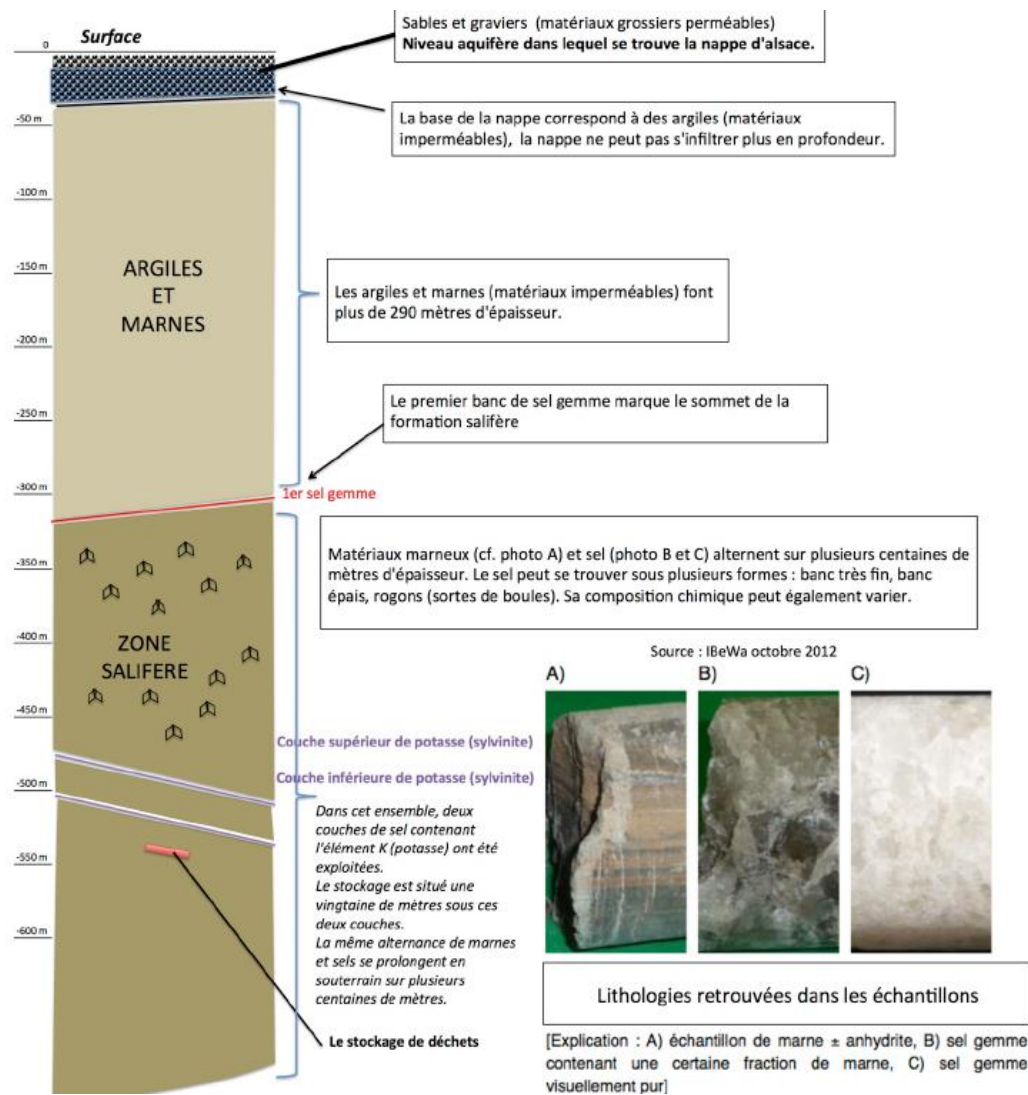 Surface
Sables et graviers (matériaux grossiers perméables)
Niveau aquifère dans lequel se trouve la nappe d'alsace.
0
La base de la nappe correspond à des argiles (matériaux
imperméables), la nappe ne peut pas s'infiltrer plus en profondeur.
-50 m
-100 m
-150 m
-200 m
-250 m
-300 m
-350 m
-400 m
-450 m
-500 m
-550 m
-600 m
ARGILES
ET
MARNES
Les argiles et marnes (matériaux imperméables) font
plus de 290 mètres d'épaisseur.
Le premier banc de sel gemme marque le sommet de la
formation salifère
1er sel gemme
Matériaux marneux (cf. photo A) et sel (photo B et C) alternent sur plusieurs centaines de
mètres d'épaisseur. Le sel peut se trouver sous plusieurs formes : banc très fin, banc
épais, rogons (sortes de boules). Sa composition chimique peut également varier.
ZONE
SALIFERE
Source : IBeWa octobre 2012
A)
B)
C)
Couche supérieur de potasse (sylvinite)
Couche inférieure de potasse (sylvinite)
Dans cet ensemble, deux
couches de sel contenant
l'élément K (potasse) ont été
exploitées.
Le stockage est situé une
vingtaine de mètres sous ces
deux couches.
La même alternance de marnes
et sels se prolongent en
souterrain sur plusieurs
centaines de mètres.
Le stockage de déchets
Lithologies retrouvées dans les échantillons
[Explication : A) échantillon de marne ± anhydrite, B) sel gemme
contenant une certaine fraction de marne, C) sel gemme
visuellement pur]